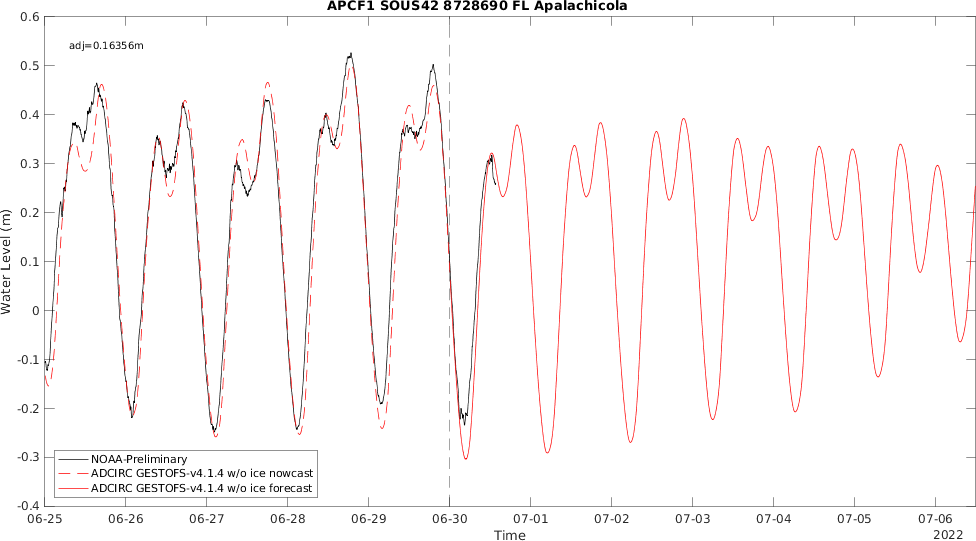 APCF1 SOUS42 8728690 FL Apalachicola
adj=0.16356m
0.6
0.5
0.4
0.3
0.2
0.1
0
-0.1
-0.2
-0.3
-0.4
Water Level (m)
NOAA-Preliminary
ADCIRC GESTOFS-v4.1.4 w/o ice nowcast
ADCIRC GESTOFS-v4.1.4 w/o ice forecast
06-25 06-26 06-27 06-28 06-29 06-30 07-01 07-02 07-03 07-04 07-05 07-06
Time
2022